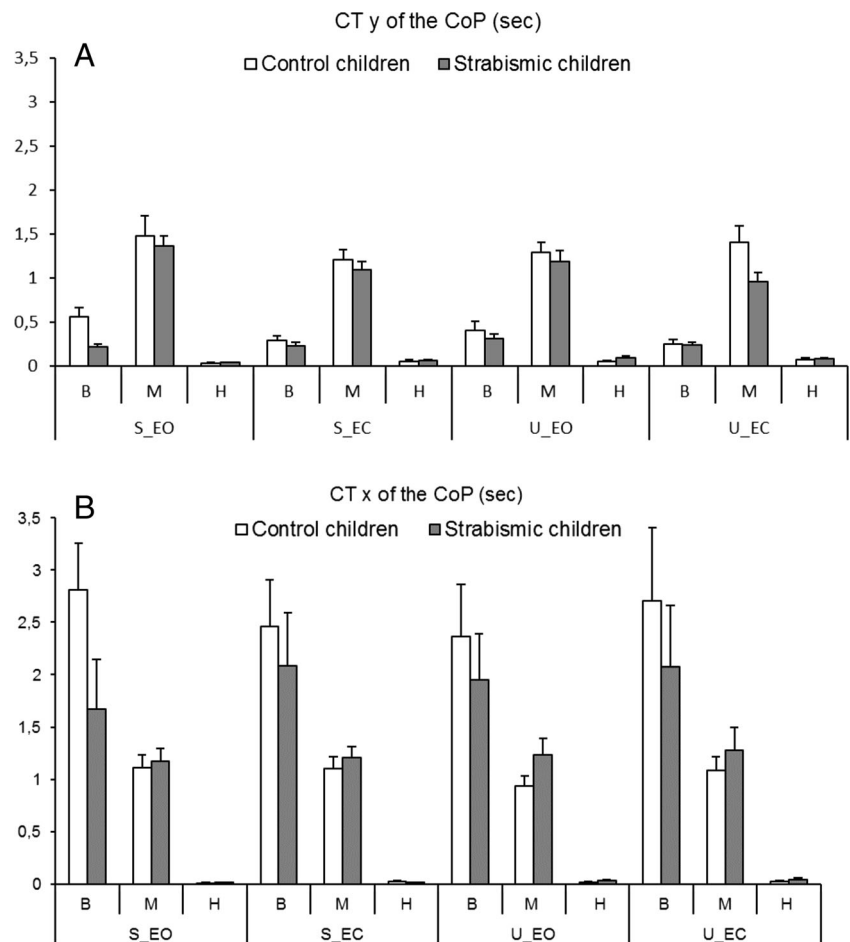 CT y of the CoP (sec)
A
Control children Strabismic children
3,5
3
2,5
2
1,5
1
0,5
0
B M H B M H B M H B M H
S_EO S_EC U_EO U_EC
CT x of the CoP (sec)
B
Control children Strabismic children
3,5
3
2,5
2
1,5
1
0,5
0
B M H B M H B M H B M H
S_EO S_EC U_EO U_EC